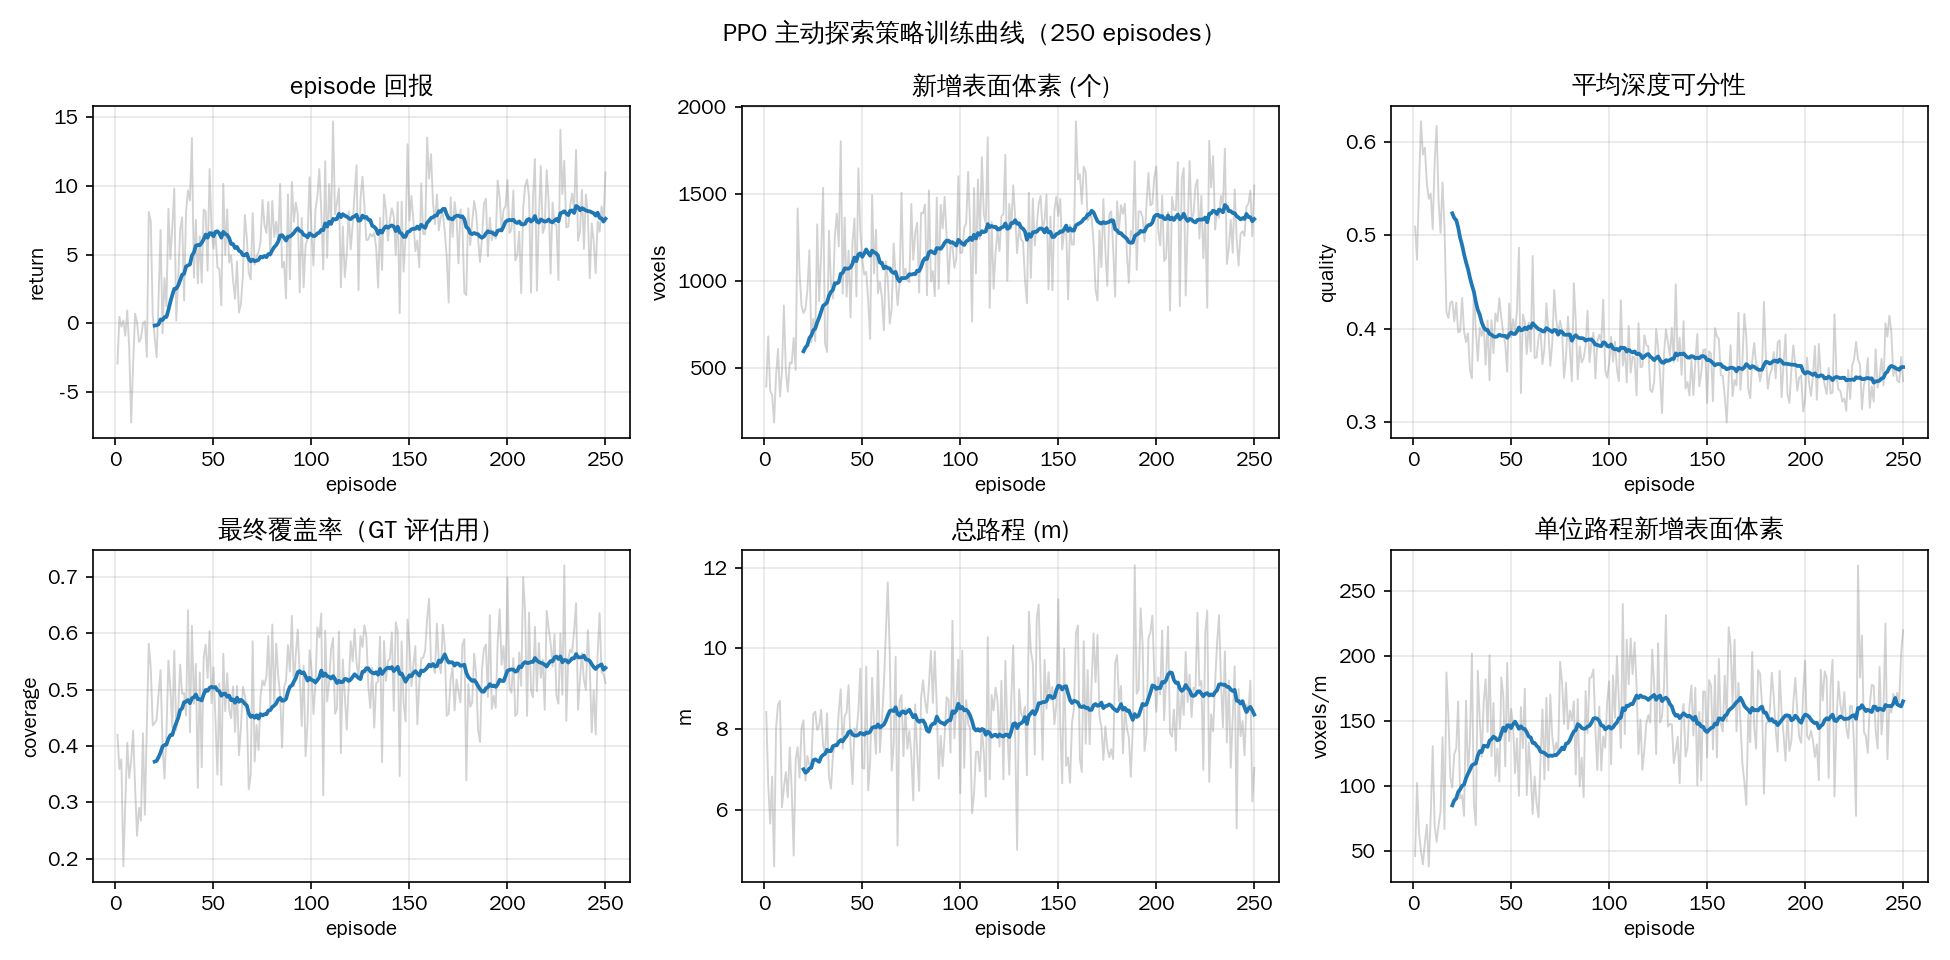 PPO 主动探索策略训练曲线（250 episodes）
episode 回报
return
15
10
5
0
-5
0 50 100 150 200 250
episode
新增表面体素 (个)
voxels
2000
1500
1000
500
0 50 100 150 200 250
episode
平均深度可分性
quality
0.6
0.5
0.4
0.3
0 50 100 150 200 250
episode
最终覆盖率（GT 评估用）
coverage
0.7
0.6
0.5
0.4
0.3
0.2
0 50 100 150 200 250
episode
总路程 (m)
m
12
10
8
6
0 50 100 150 200 250
episode
单位路程新增表面体素
voxels/m
250
200
150
100
50
0 50 100 150 200 250
episode